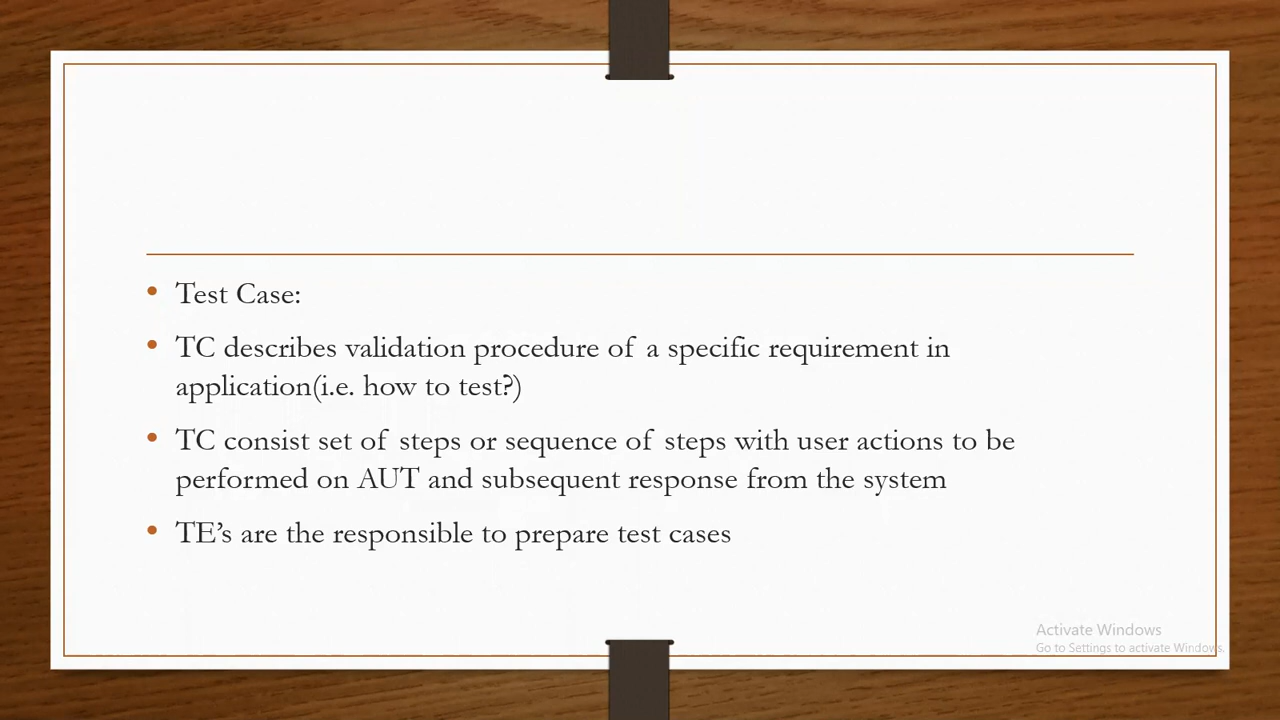 • Test Case:
• TC describes validation procedure of a specific requirement in
application(i.e. how to test?)
• TC consist set of steps or sequence of steps with user actions to be
performed on AUT and subsequent response from the system
• TE’s are the responsible to prepare test cases
Activate Windows
Go to Settings to activate Windows.